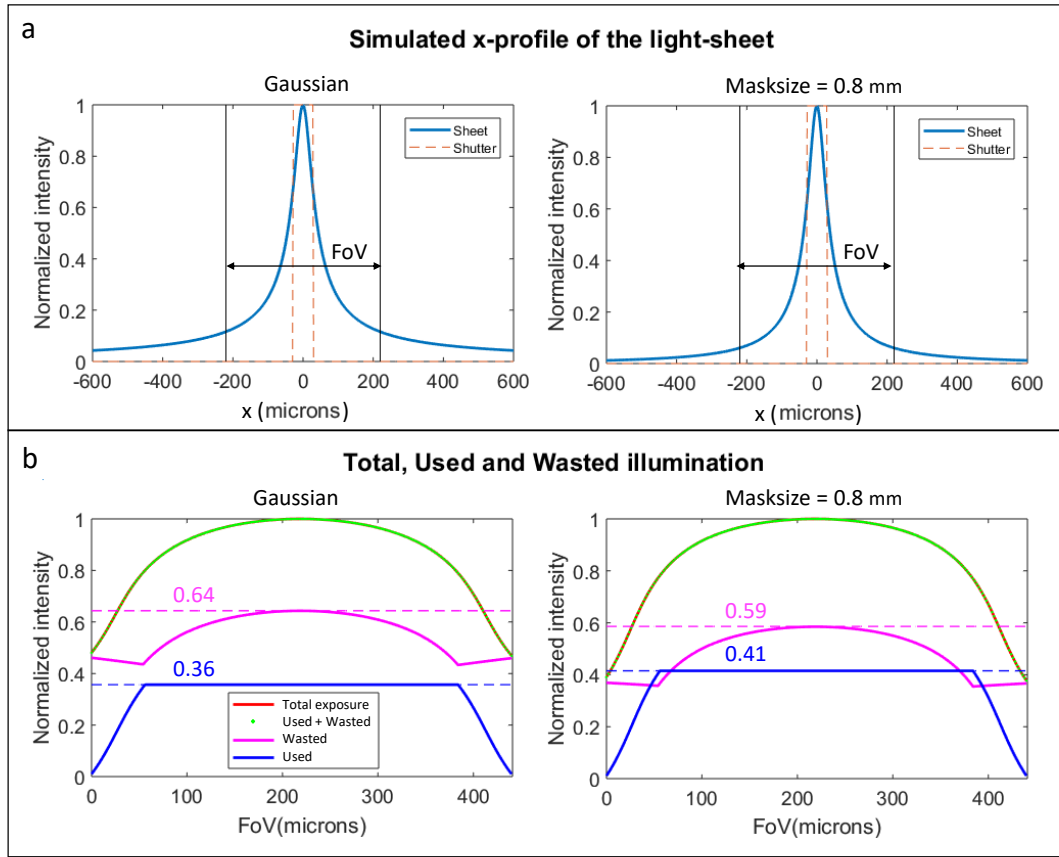 a
Simulated x-profile of the light-sheet
Gaussian
Masksize = 0.8 mm
Normalized intensity
1
0.8
0.6
0.4
0.2
0
-600
-400
-200
0
200
400
600
x (microns)
Sheet
Shutter
FoV
Normalized intensity
1
0.8
0.6
0.4
0.2
0
-600
-400
-200
0
200
400
600
x (microns)
Sheet
Shutter
FoV
b
Total, Used and Wasted illumination
Gaussian
Masksize = 0.8 mm
Normalized intensity
1
0.8
0.6
0.4
0.2
0
0
100
200
300
400
FoV(microns)
0.64
0.36
Total exposure
Used + Wasted
Wasted
Used
Normalized intensity
1
0.8
0.6
0.4
0.2
0
0
100
200
300
400
FoV(microns)
0.59
0.41